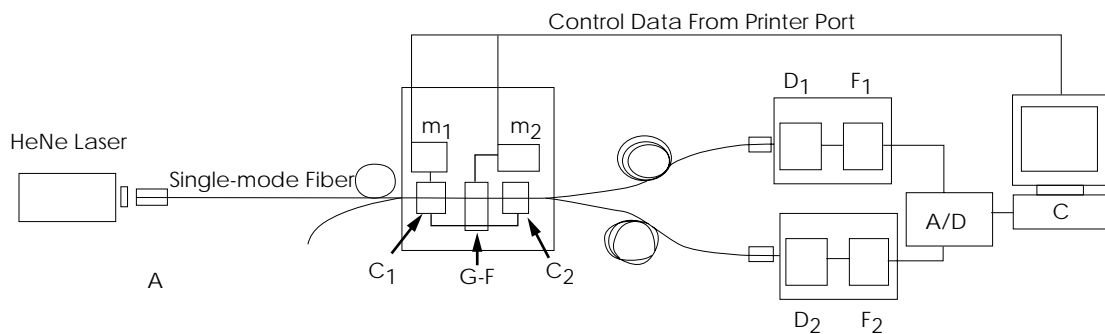 Control Data From Printer Port
D1 F1
m1 m2
HeNe Laser
Single-mode Fiber
A/D
C
C1
G-F
C2
A
D2 F2